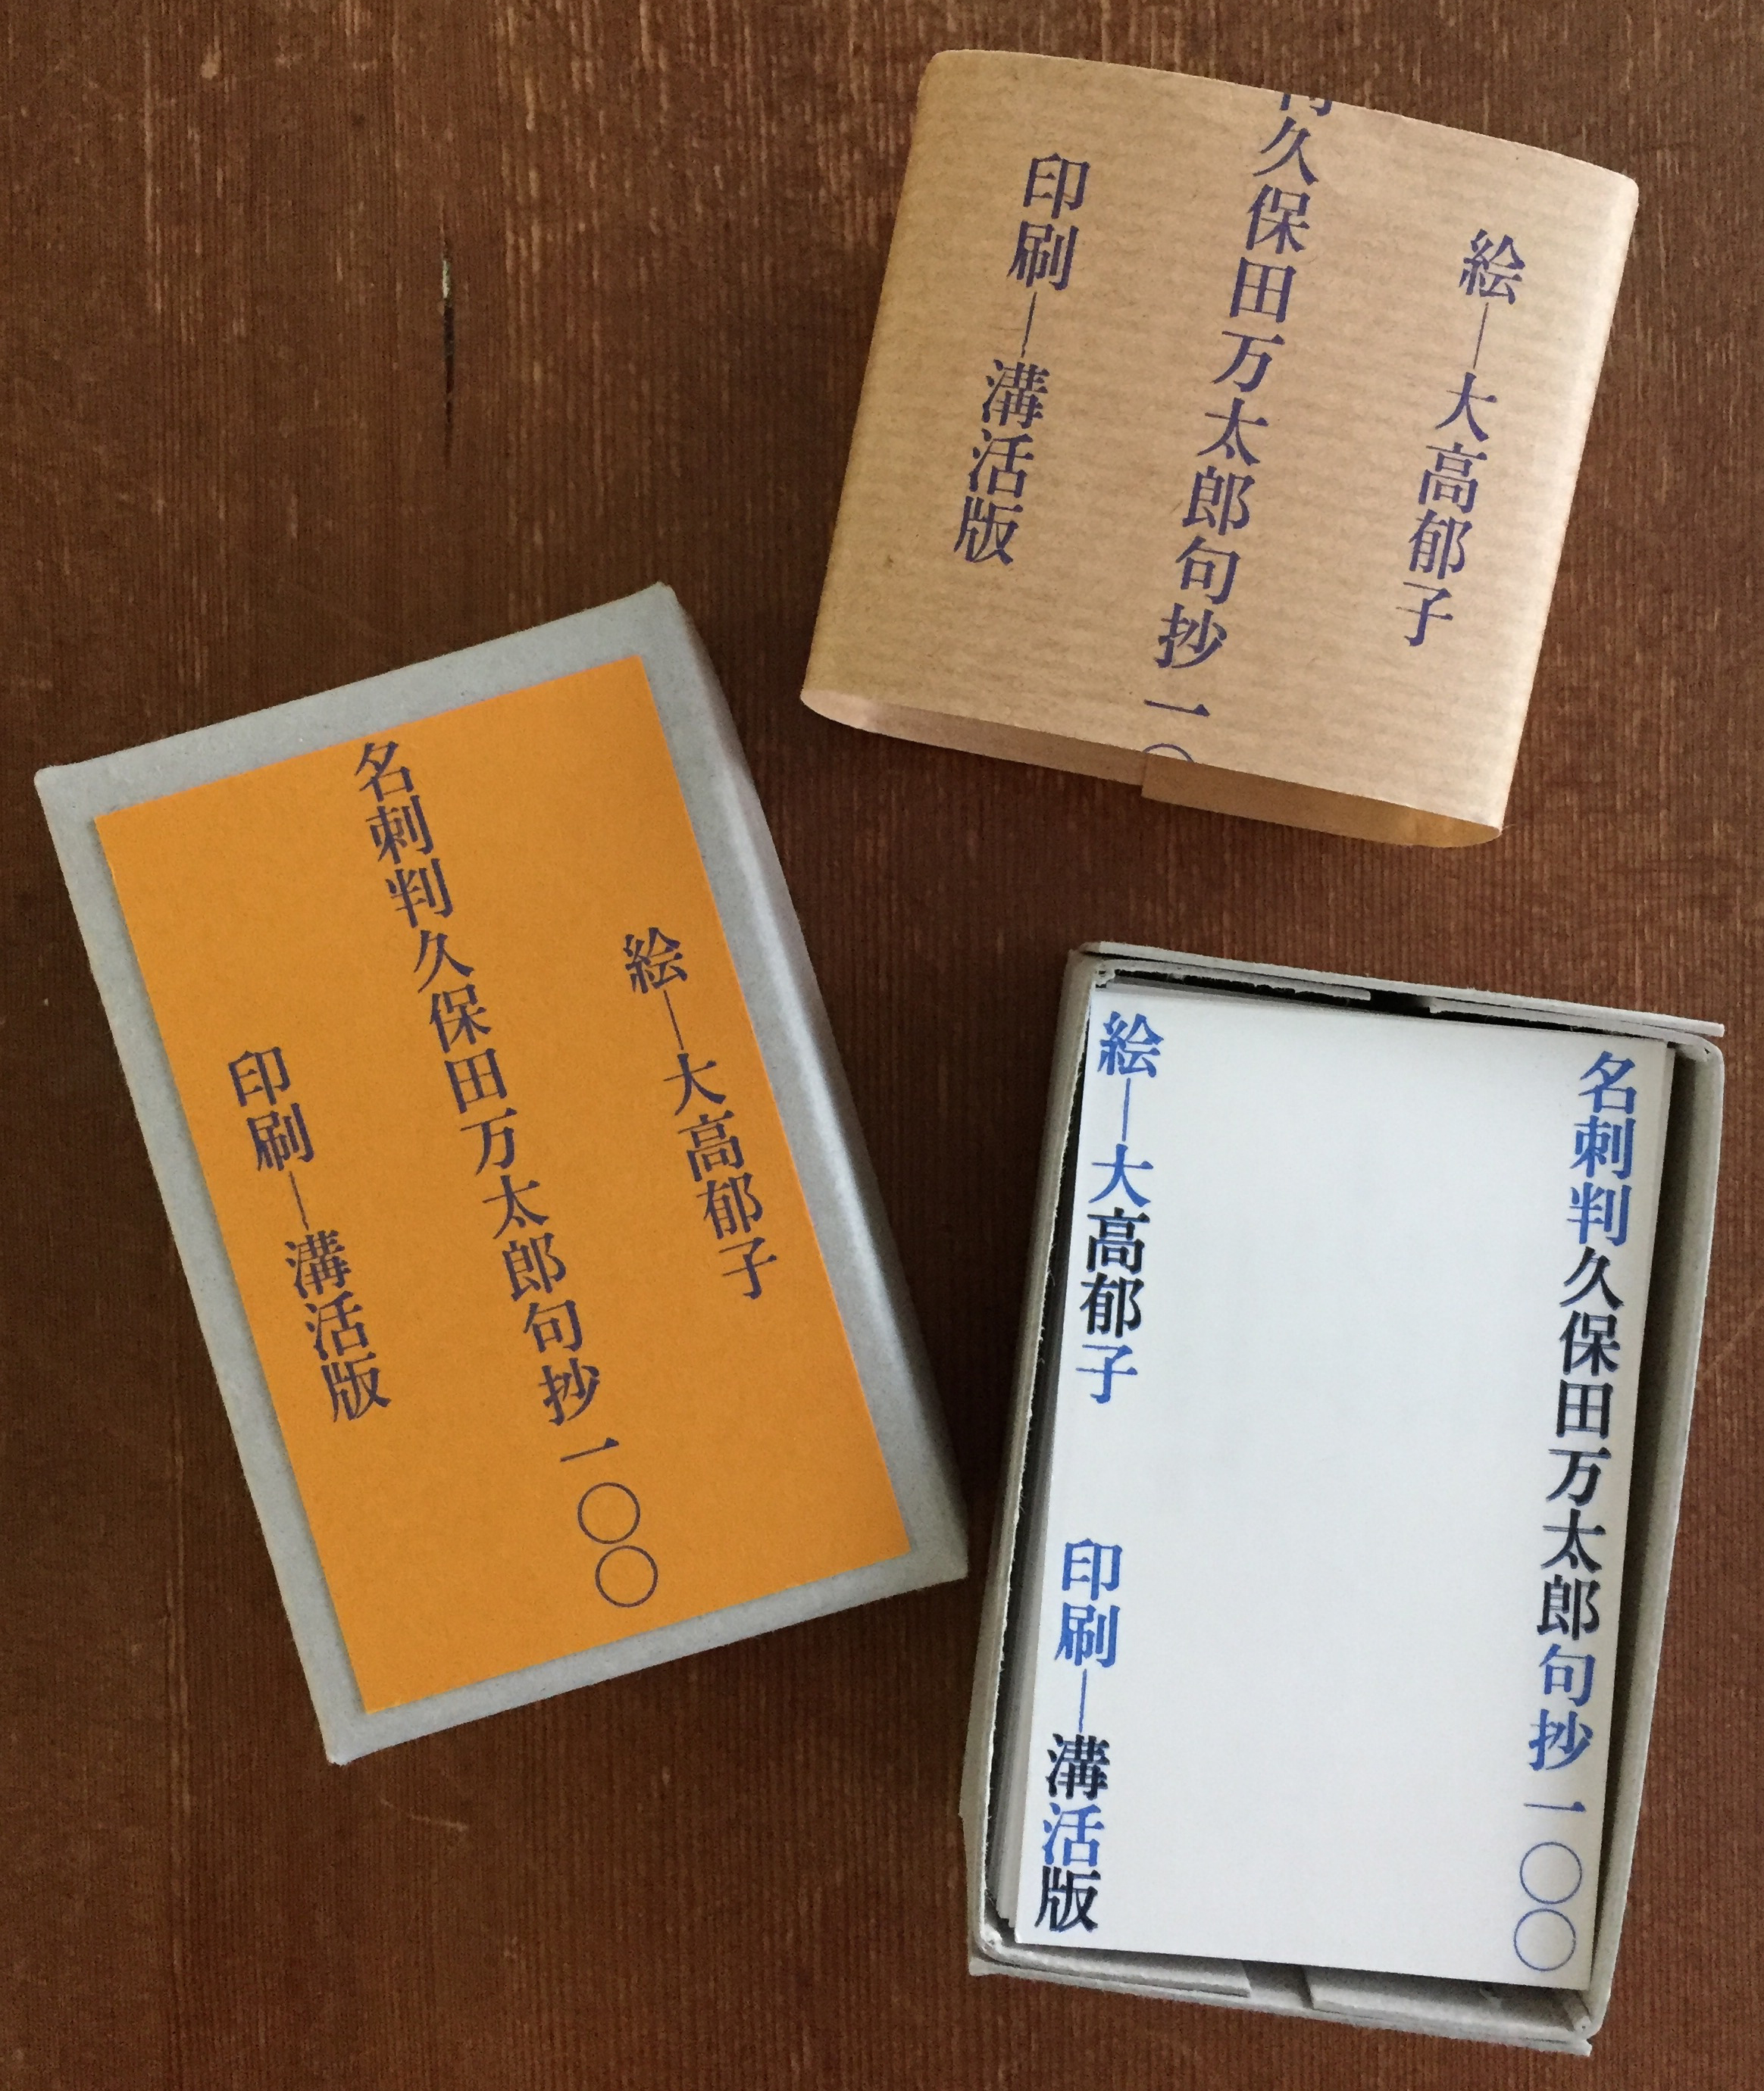 久保田万太郎句抄 一
絵―大高郁子
印刷―溝活版
名刺判久保田万太郎句抄 一〇〇
絵―大高郁子
印刷―溝活版
名刺判久保田万太郎句抄 一〇〇
絵―大高郁子
印刷―溝活版